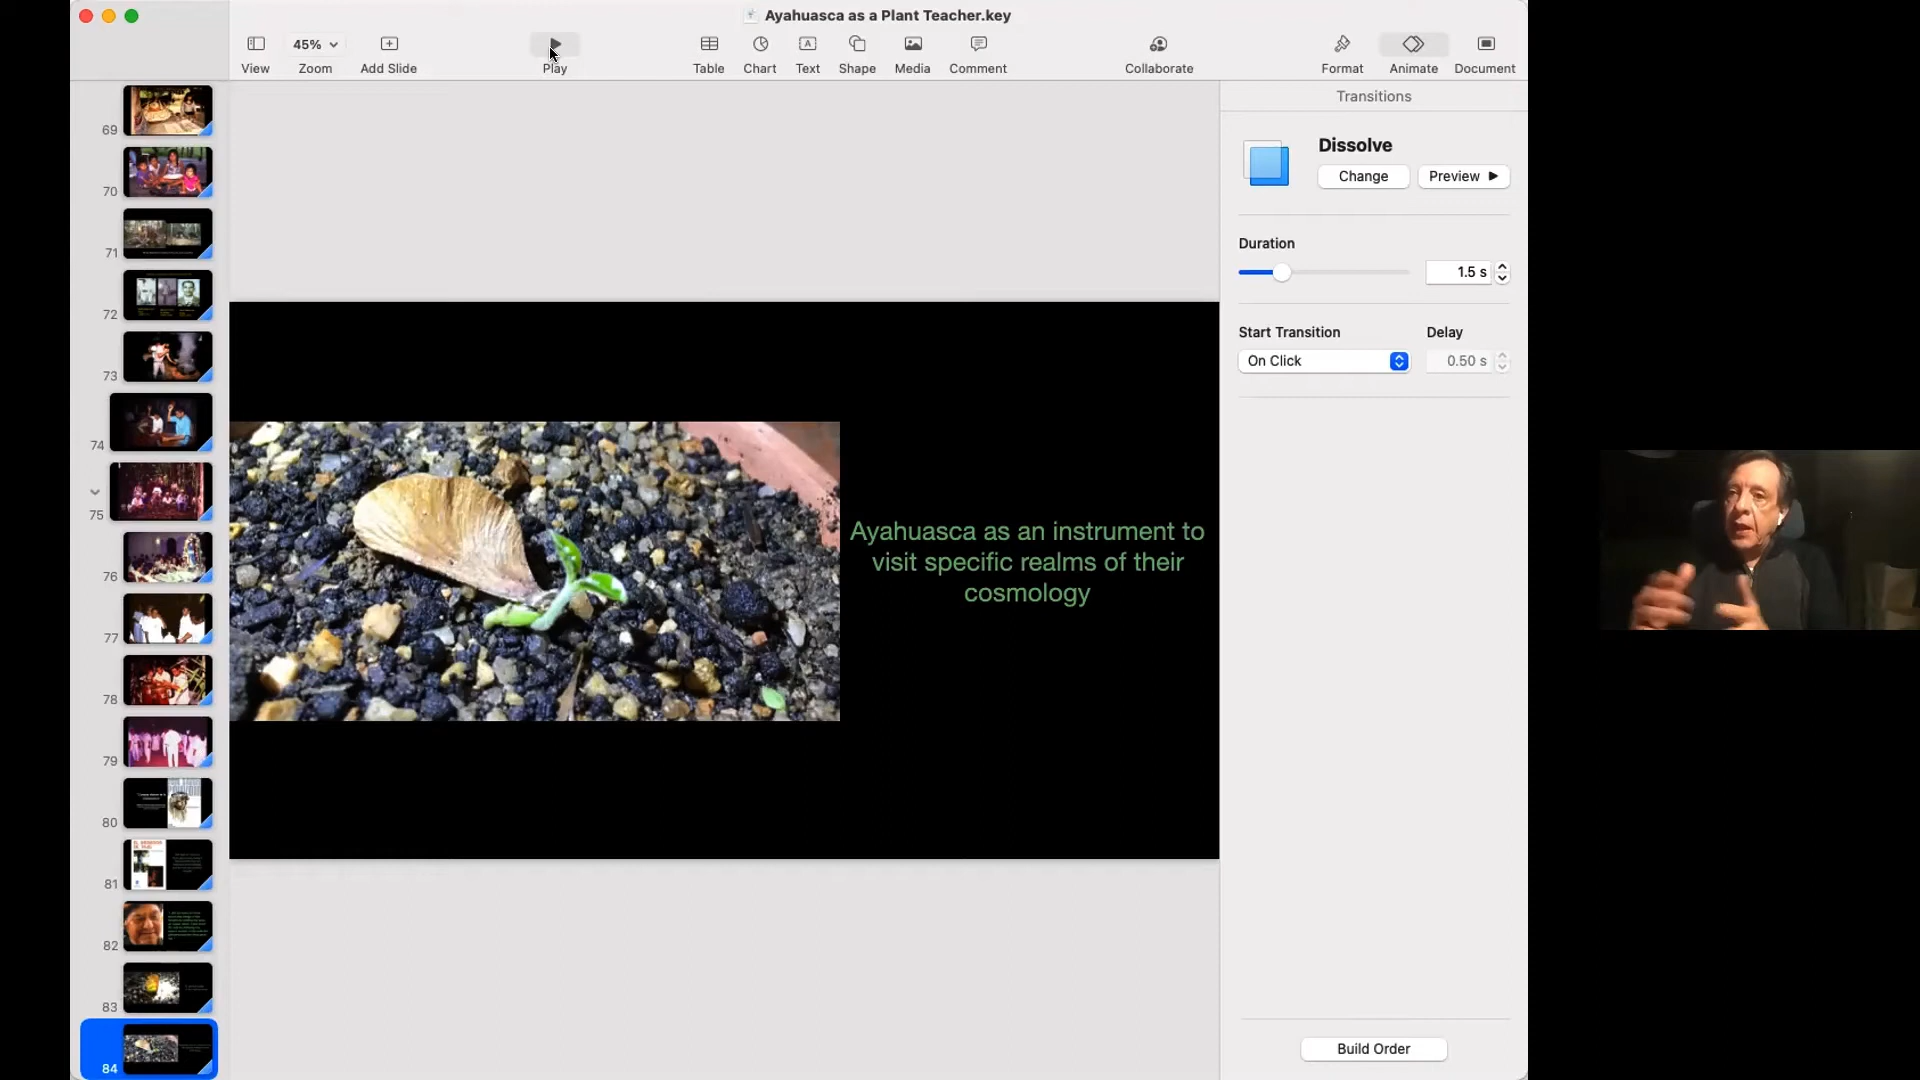 Ayahuasca as a Plant Teacher.key
45%
View
Zoom
Add Slide
Play
Table
Chart
Text
Shape
Media
Comment
Collaborate
Format
Animate
Document
Transitions
Dissolve
Change
Preview
Duration
1.5 s
Start Transition
Delay
On Click
0.50 s
69
70
71
72
73
74
75
76
77
78
79
80
81
82
83
84
Ayahuasca as an instrument to
visit specific realms of their
cosmology
Build Order